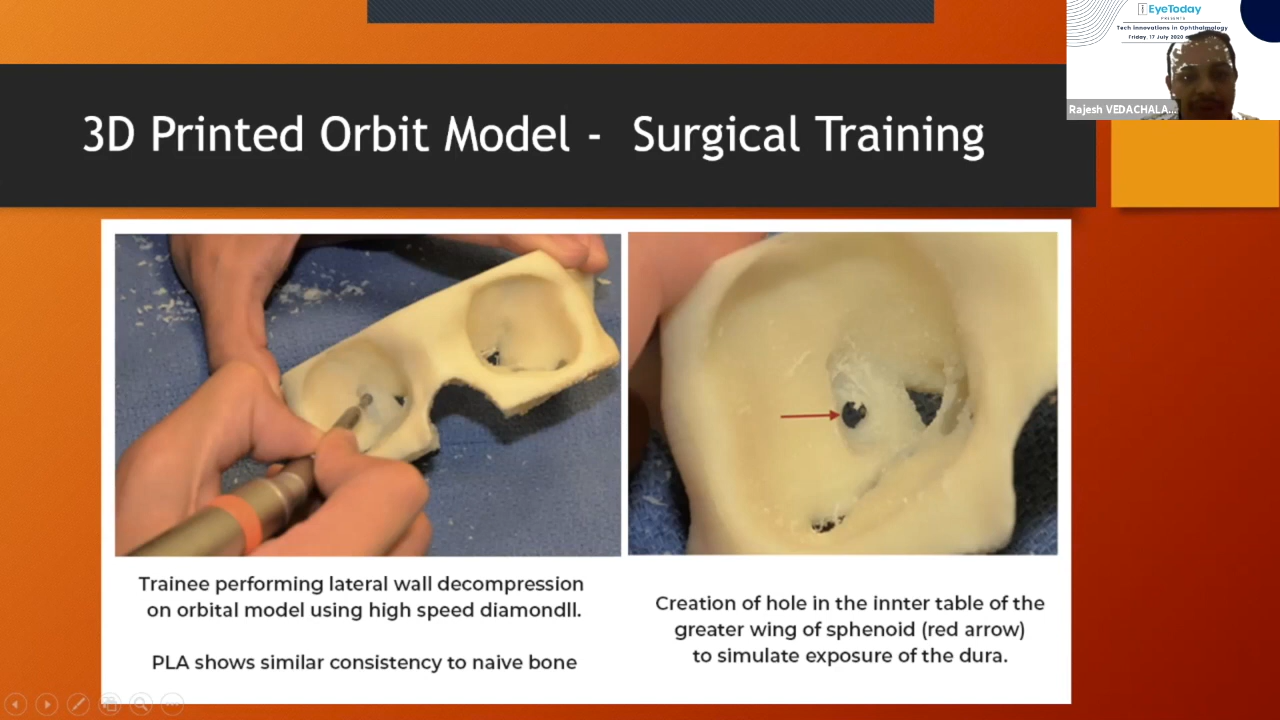 EyeToday
PRESENTS
Tech Innovations in Ophthalmology
Friday 17 July 2020
Rajesh VEDACHALA...
3D Printed Orbit Model - Surgical Training
Trainee performing lateral wall decompression
on orbital model using high speed diamondll.
PLA shows similar consistency to naive bone
Creation of hole in the innter table of the
greater wing of sphenoid (red arrow)
to simulate exposure of the dura.